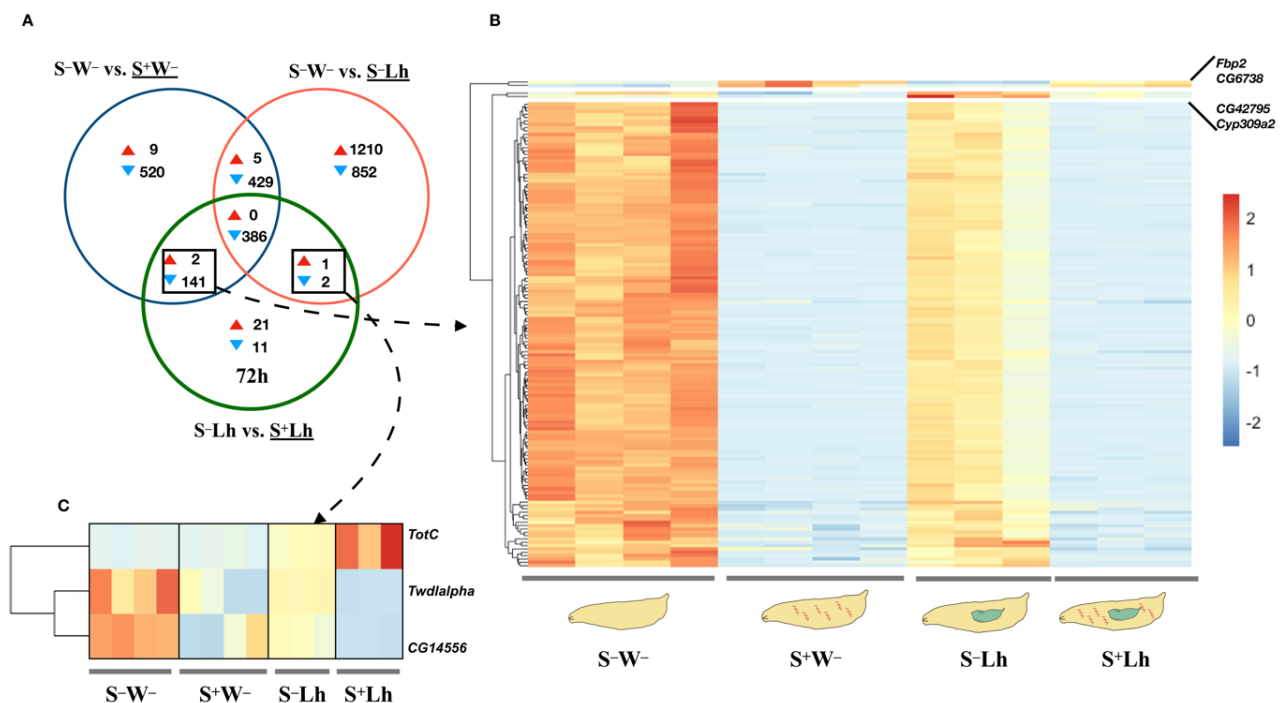 A
B
S⁻W⁻ vs. S⁺W⁻
S⁻W⁻ vs. S⁻Lh
9
520
5
429
1210
852
0
386
2
141
1
2
21
11
72h
S⁻Lh vs. S⁺Lh
Fbp2
CG6738
CG42795
Cyp309a2
2
1
0
-1
-2
S⁻W⁻
S⁺W⁻
S⁻Lh
S⁺Lh
C
TotC
Twdlalpha
CG14556
S⁻W⁻
S⁺W⁻
S⁻Lh
S⁺Lh